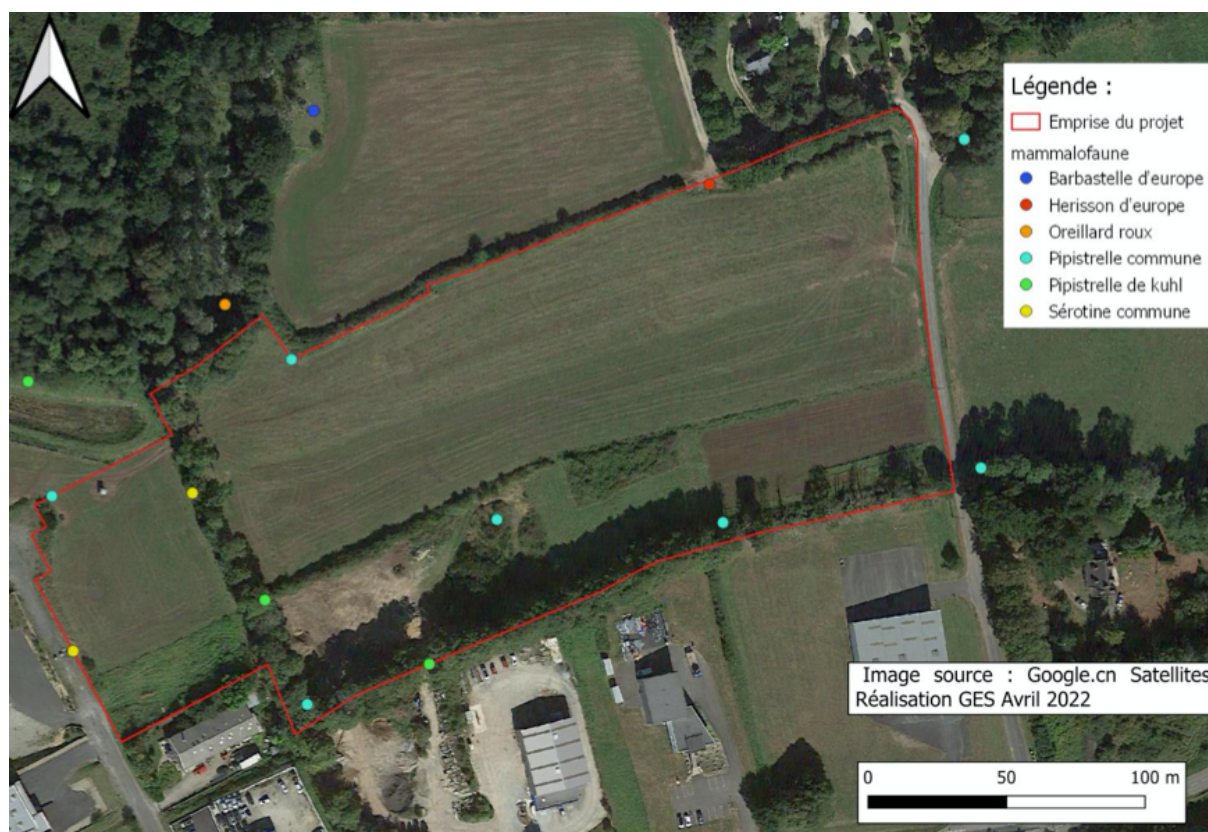 Légende :
Emprise du projet
mammalofaune
Barbastelle d'europe
Herisson d'europe
Oreillard roux
Pipistrelle commune
Pipistrelle de kuhl
Sérotine commune
Image source : Google.cn Satellites
Réalisation GES Avril 2022
0 50 100 m